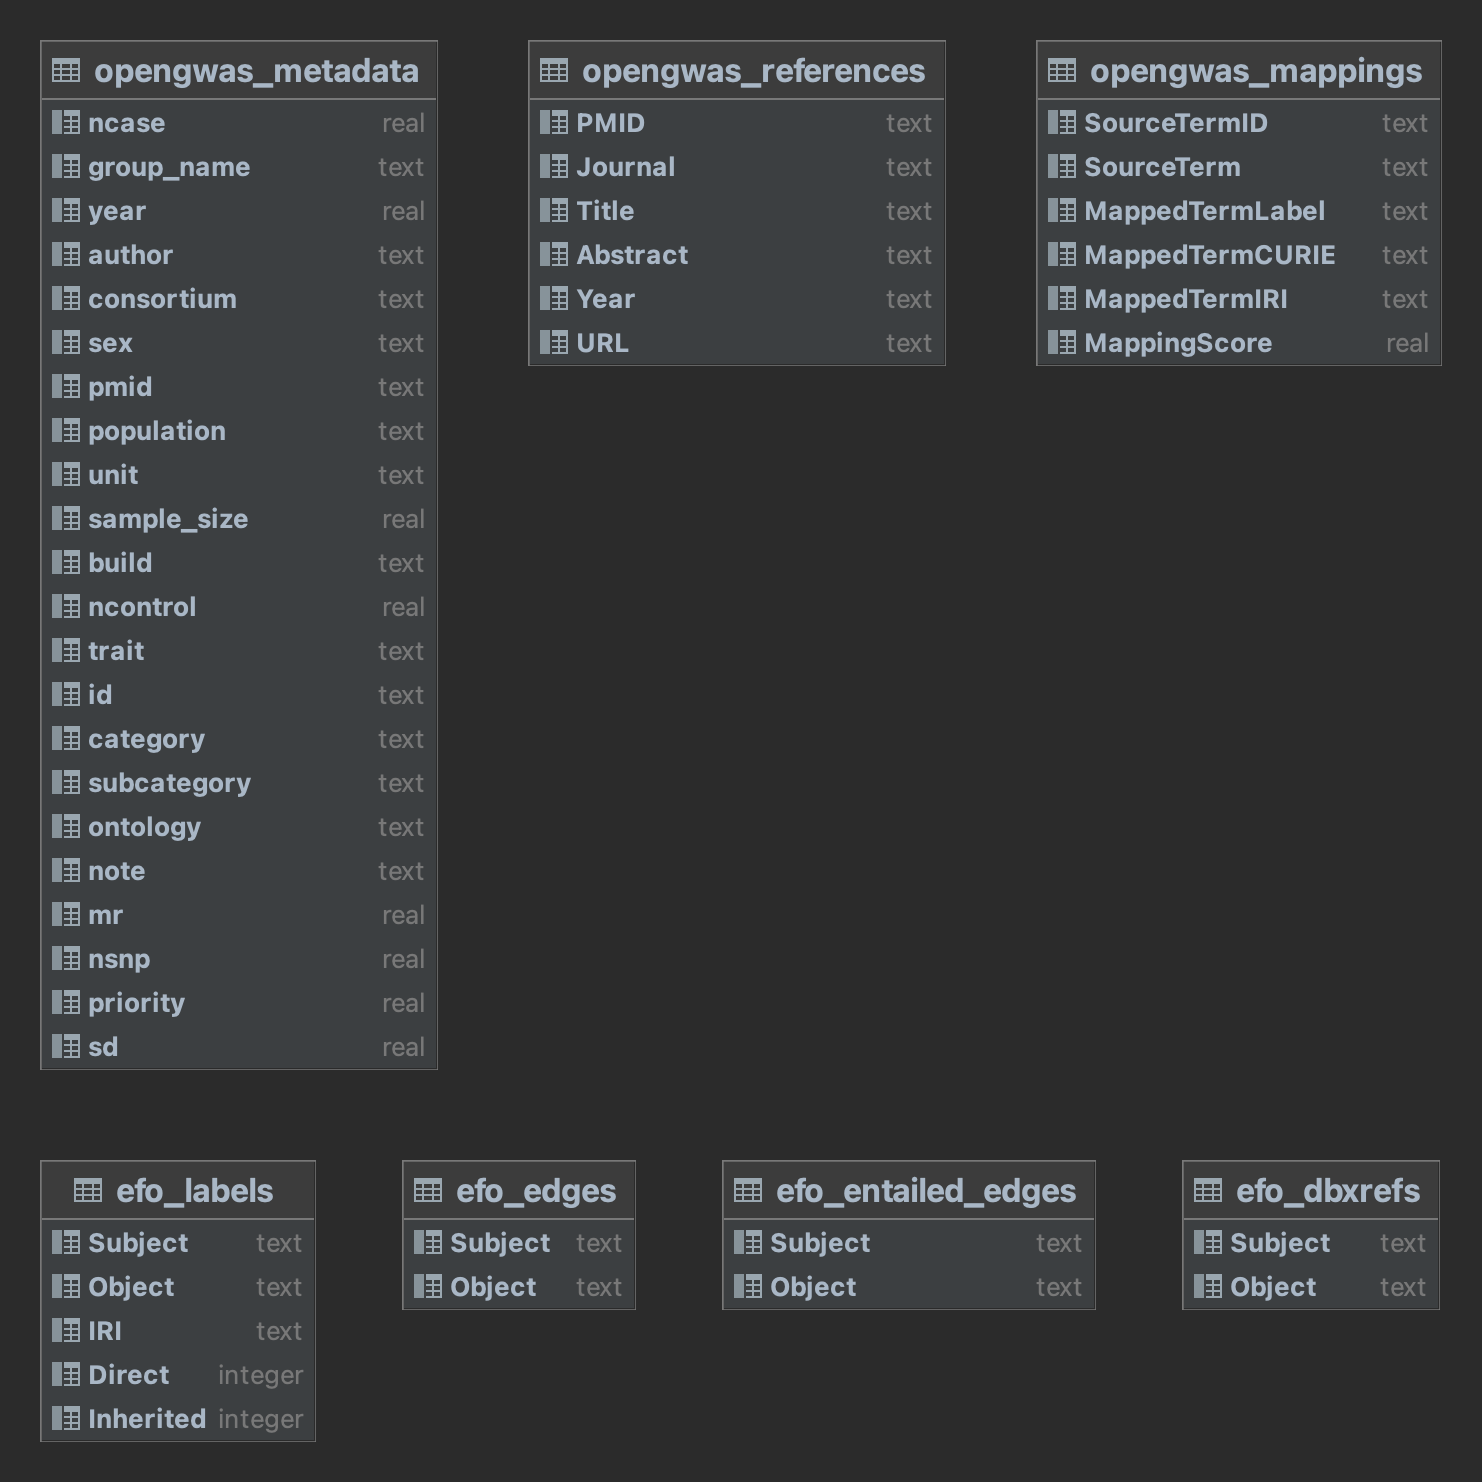 opengwas_metadata
ncase real
group_name text
year real
author text
consortium text
sex text
pmid text
population text
unit text
sample_size real
build text
ncontrol real
trait text
id text
category text
subcategory text
ontology text
note text
mr real
nsnp real
priority real
sd real
opengwas_references
PMID text
Journal text
Title text
Abstract text
Year text
URL text
opengwas_mappings
SourceTermID text
SourceTerm text
MappedTermLabel text
MappedTermCURIE text
MappedTermIRI text
MappingScore real
efo_labels
Subject text
Object text
IRI text
Direct integer
Inherited integer
efo_edges
Subject text
Object text
efo_entailed_edges
Subject text
Object text
efo_dbxrefs
Subject text
Object text